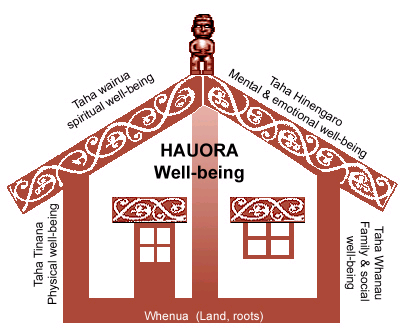 Taha wairua
spiritual well-being
Taha Hinengaro
Mental & emotional well-being
HAUORA
Well-being
Taha Tinana
Physical well-being
Taha Whanau
Family & social
well-being
Whenua (Land, roots)